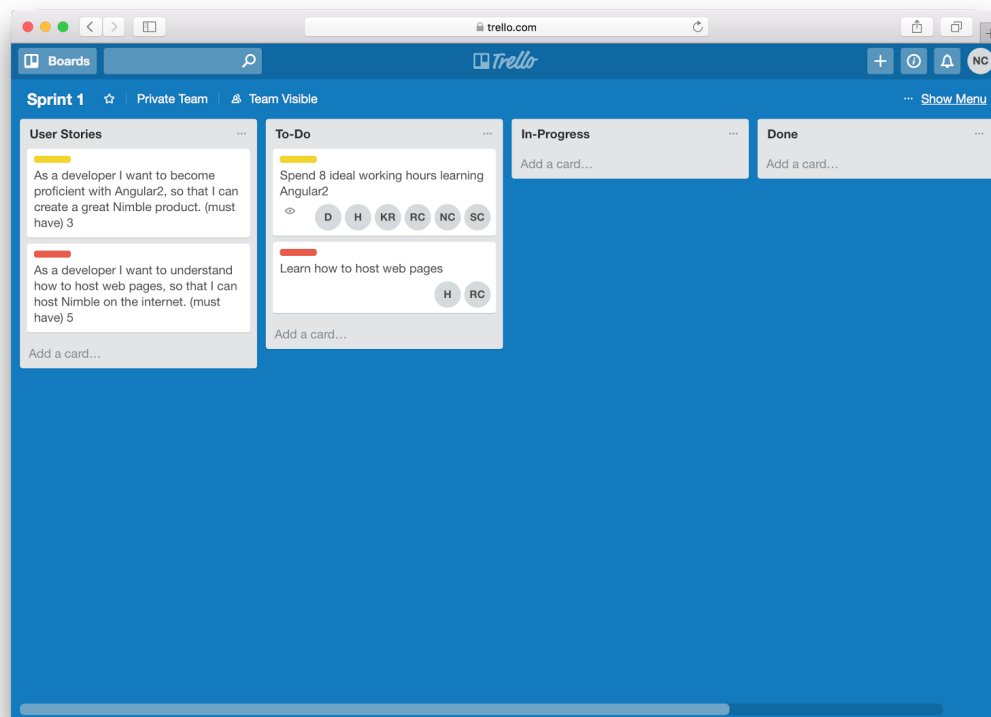 trello.com
Boards
Trello
NC
Sprint 1
Private Team
Team Visible
... Show Menu
User Stories ...
As a developer I want to become
proficient with Angular2, so that I can
create a great Nimble product. (must
have) 3
As a developer I want to understand
how to host web pages, so that I can
host Nimble on the internet. (must
have) 5
Add a card…
To-Do ...
Spend 8 ideal working hours learning
Angular2
D H KR RC NC SC
Learn how to host web pages
H RC
Add a card…
In-Progress ...
Add a card…
Done ...
Add a card…